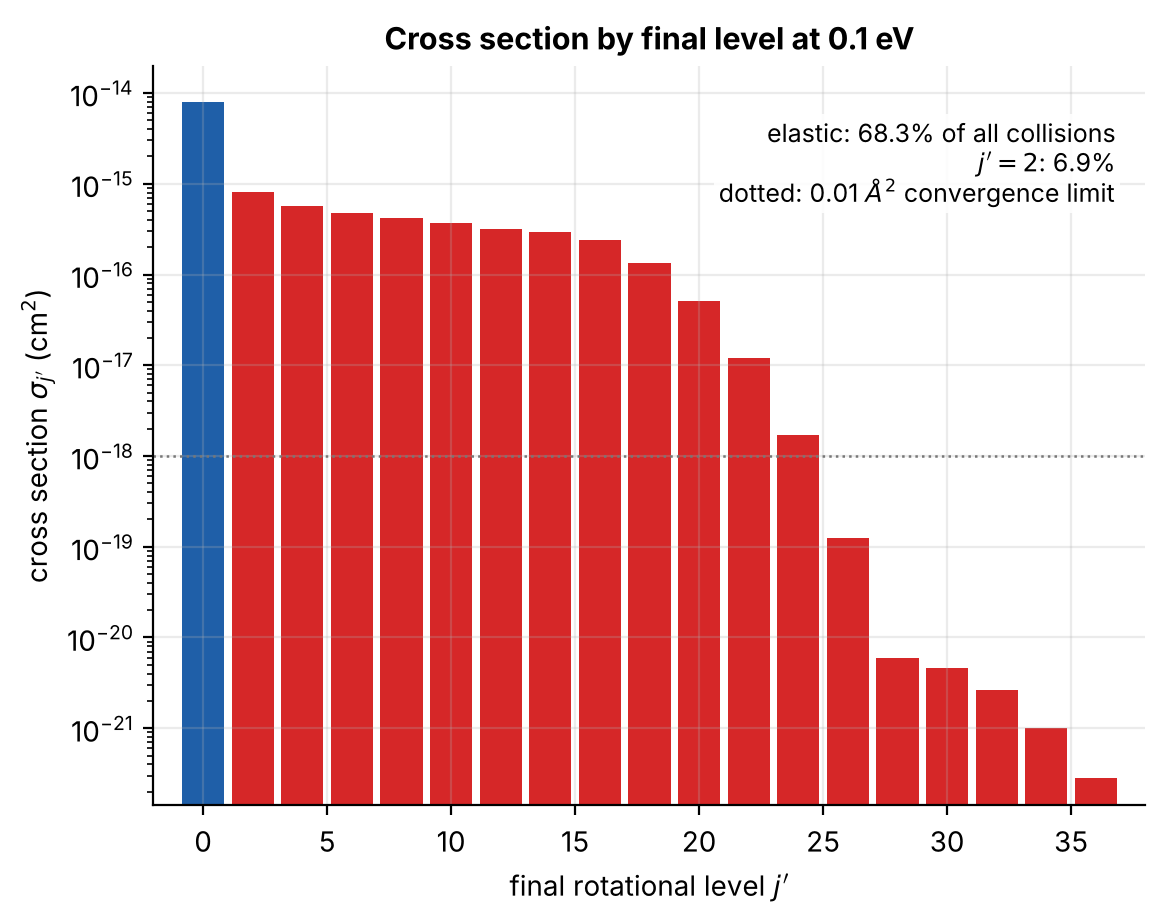 Cross section by final level at 0.1 eV
elastic: 68.3% of all collisions
j′ = 2: 6.9%
dotted: 0.01 Å² convergence limit
cross section σj′ (cm²)
10⁻¹⁴
10⁻¹⁵
10⁻¹⁶
10⁻¹⁷
10⁻¹⁸
10⁻¹⁹
10⁻²⁰
10⁻²¹
0 5 10 15 20 25 30 35
final rotational level j′